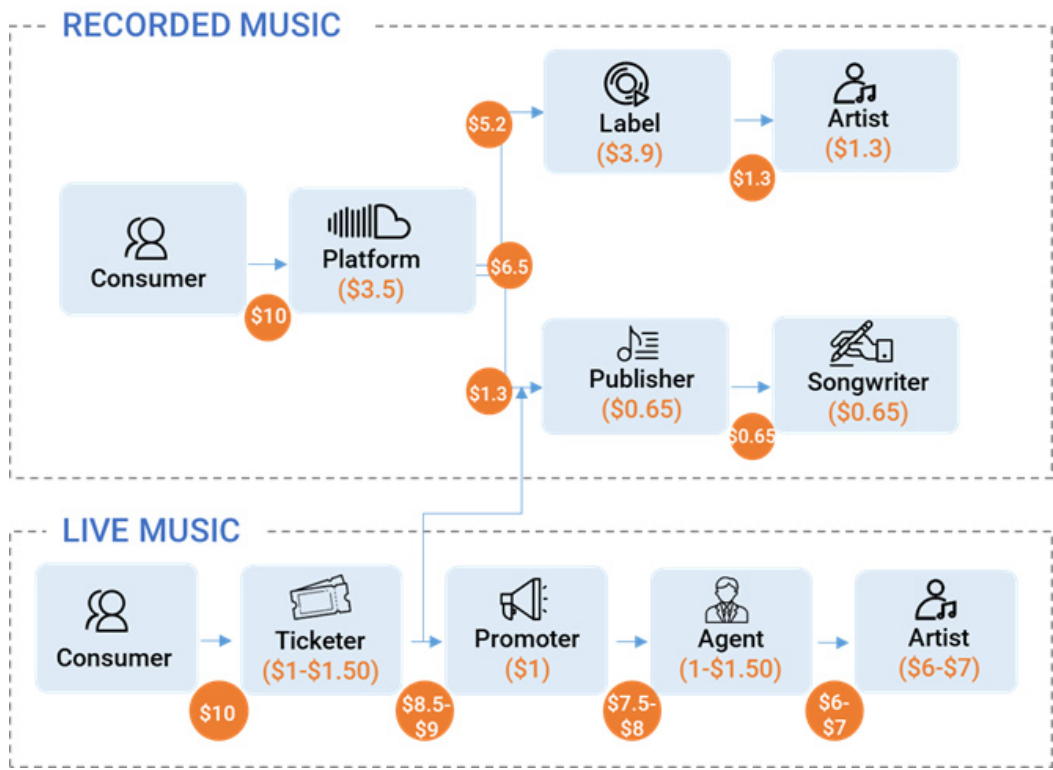 RECORDED MUSIC
$5.2
Label
($3.9)
$1.3
Artist
($1.3)
Consumer
$10
Platform
($3.5)
$6.5
$1.3
Publisher
($0.65)
$0.65
Songwriter
($0.65)
LIVE MUSIC
Consumer
$10
Ticketer
($1-$1.50)
$8.5-
$9
Promoter
($1)
$7.5-
$8
Agent
(1-$1.50)
$6-
$7
Artist
($6-$7)